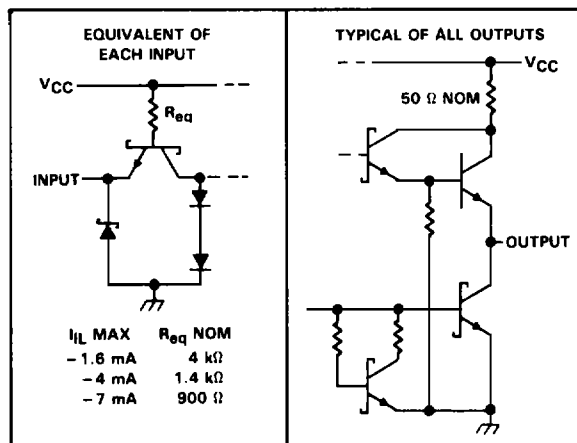 EQUIVALENT OF
EACH INPUT
VCC
Req
INPUT
IIL MAX Req NOM
−1.6 mA 4 kΩ
−4 mA 1.4 kΩ
−7 mA 900 Ω
TYPICAL OF ALL OUTPUTS
VCC
50 Ω NOM
OUTPUT